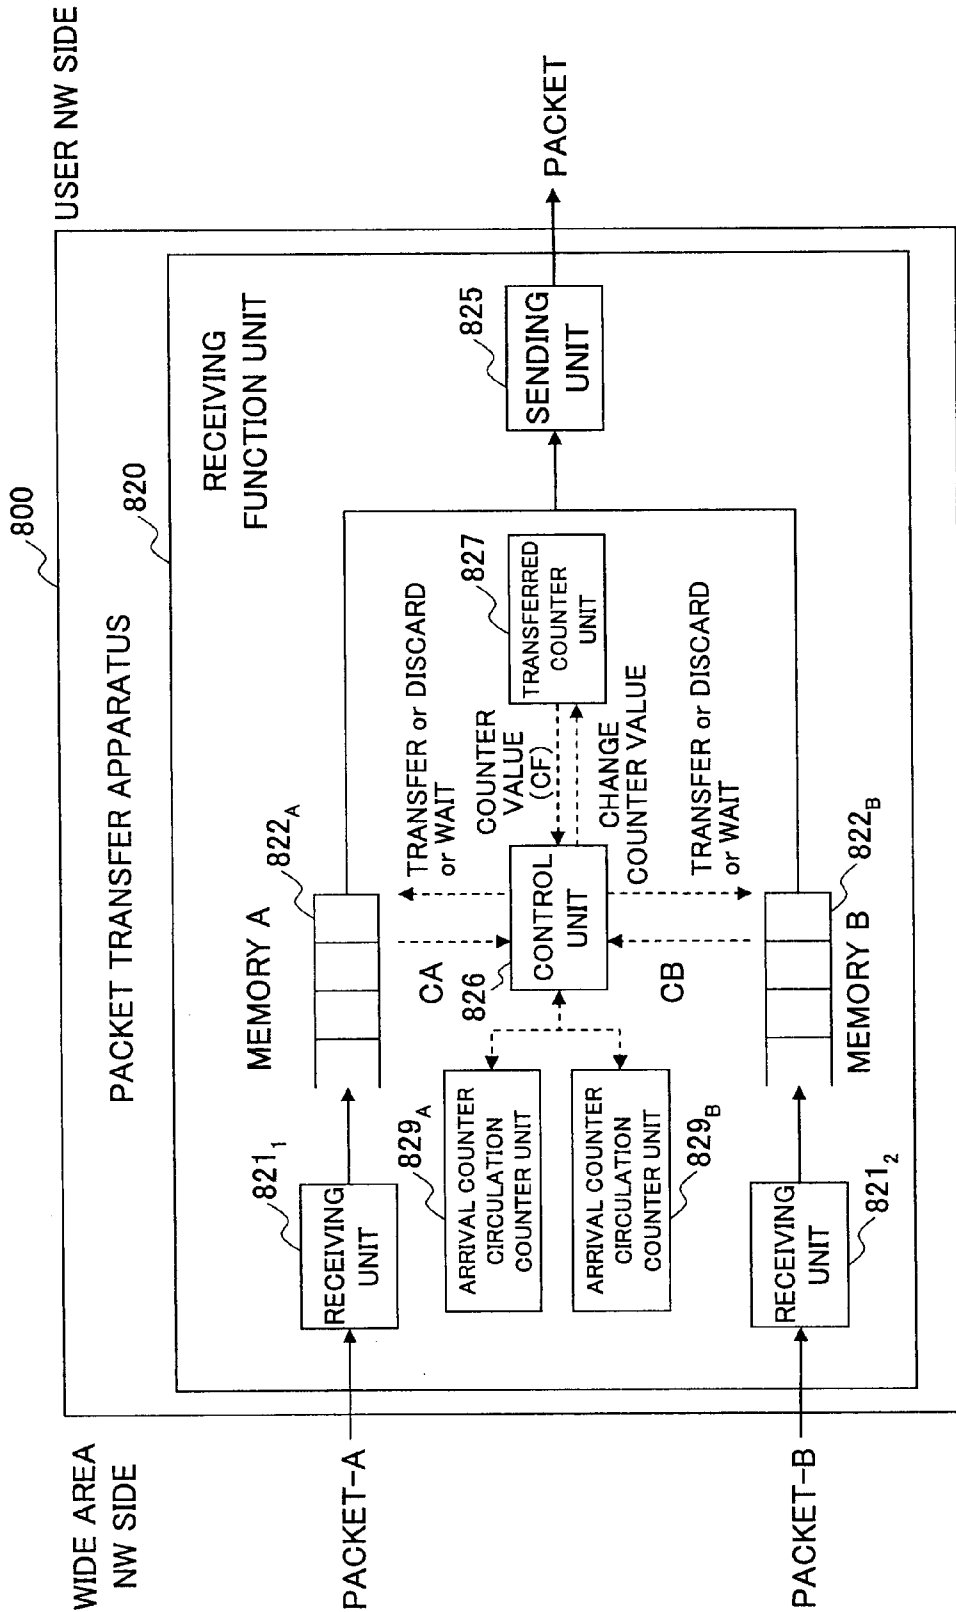 WIDE AREA
NW SIDE
USER NW SIDE
800
PACKET TRANSFER APPARATUS
820
RECEIVING
FUNCTION UNIT
PACKET-A
821₁
RECEIVING
UNIT
MEMORY A
822A
TRANSFER or DISCARD
or WAIT
CA
829A
ARRIVAL COUNTER
CIRCULATION
COUNTER UNIT
ARRIVAL COUNTER
CIRCULATION
COUNTER UNIT
829B
826
CONTROL
UNIT
COUNTER
VALUE
(CF)
CHANGE
COUNTER VALUE
827
TRANSFERRED
COUNTER
UNIT
825
SENDING
UNIT
PACKET
CB
TRANSFER or DISCARD
or WAIT
822B
MEMORY B
PACKET-B
RECEIVING
UNIT
821₂